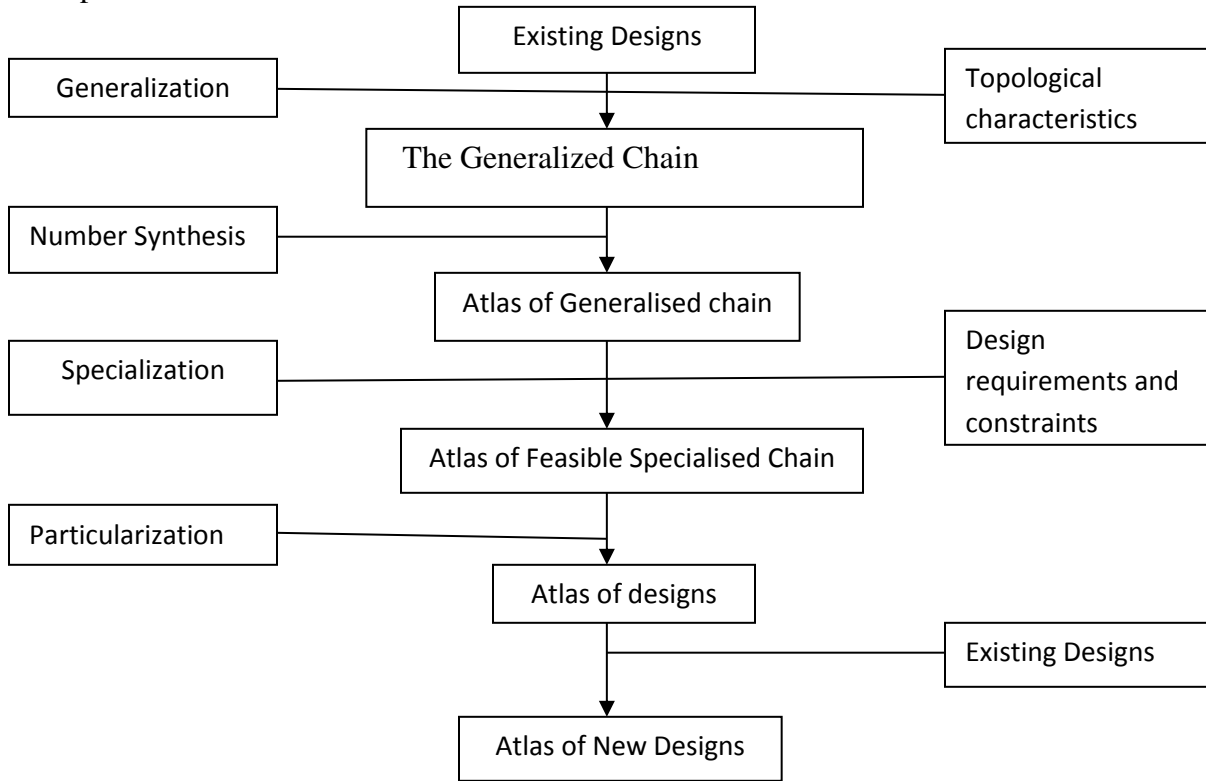 Existing Designs
Generalization
Topological
characteristics
The Generalized Chain
Number Synthesis
Atlas of Generalised chain
Specialization
Design
requirements and
constraints
Atlas of Feasible Specialised Chain
Particularization
Atlas of designs
Existing Designs
Atlas of New Designs